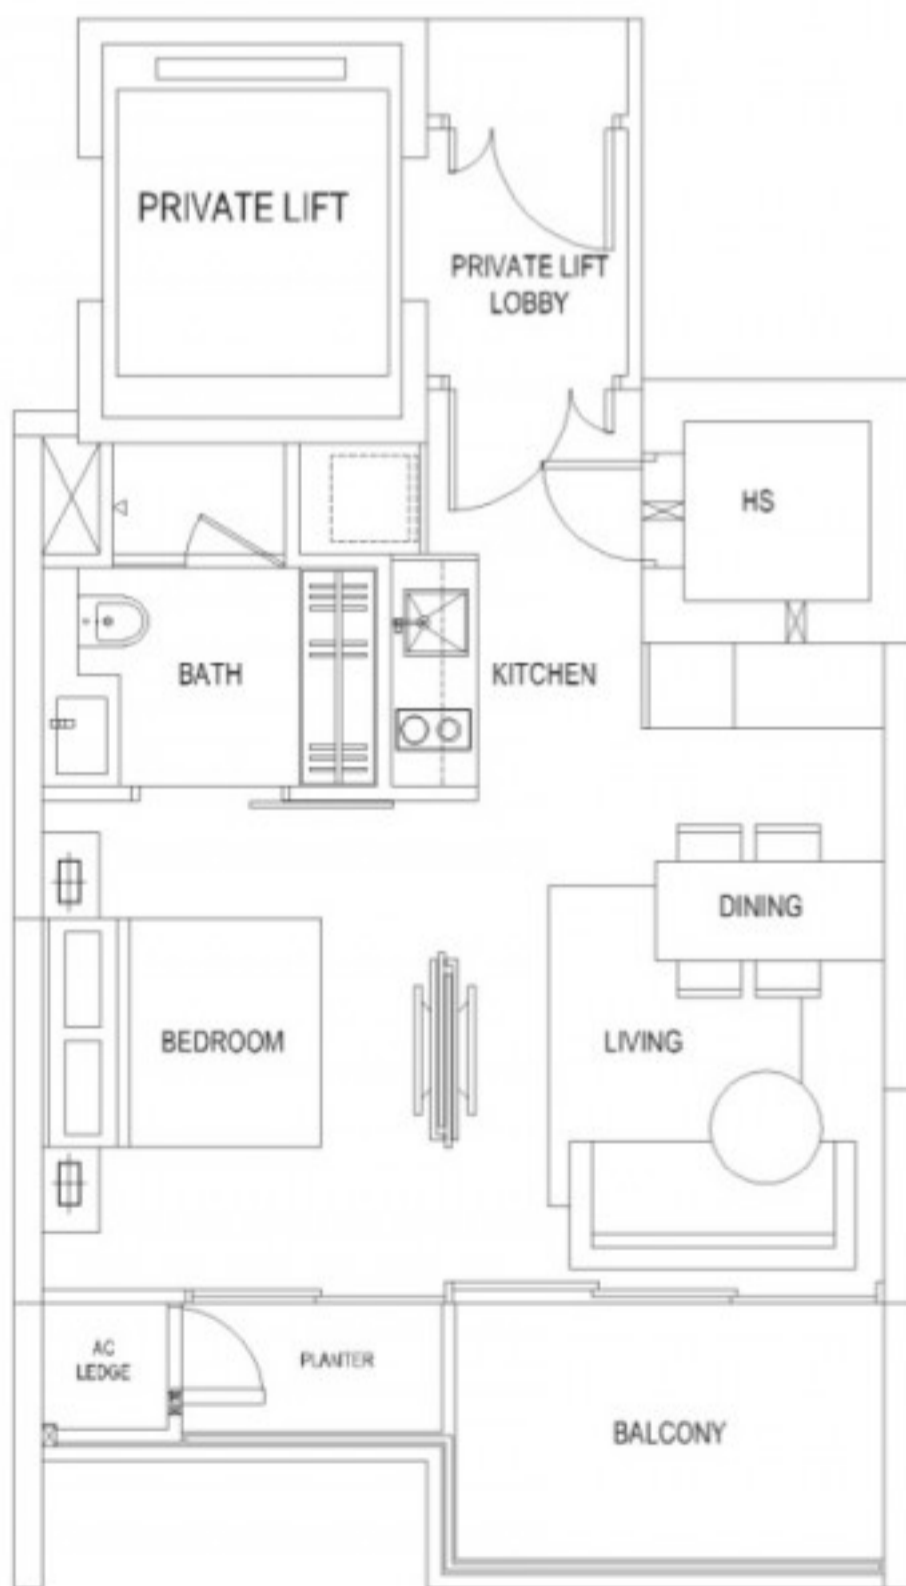 PRIVATE LIFT
PRIVATE LIFT
LOBBY
HS
BATH
KITCHEN
DINING
BEDROOM
LIVING
AC
LEDGE
PLANTER
BALCONY